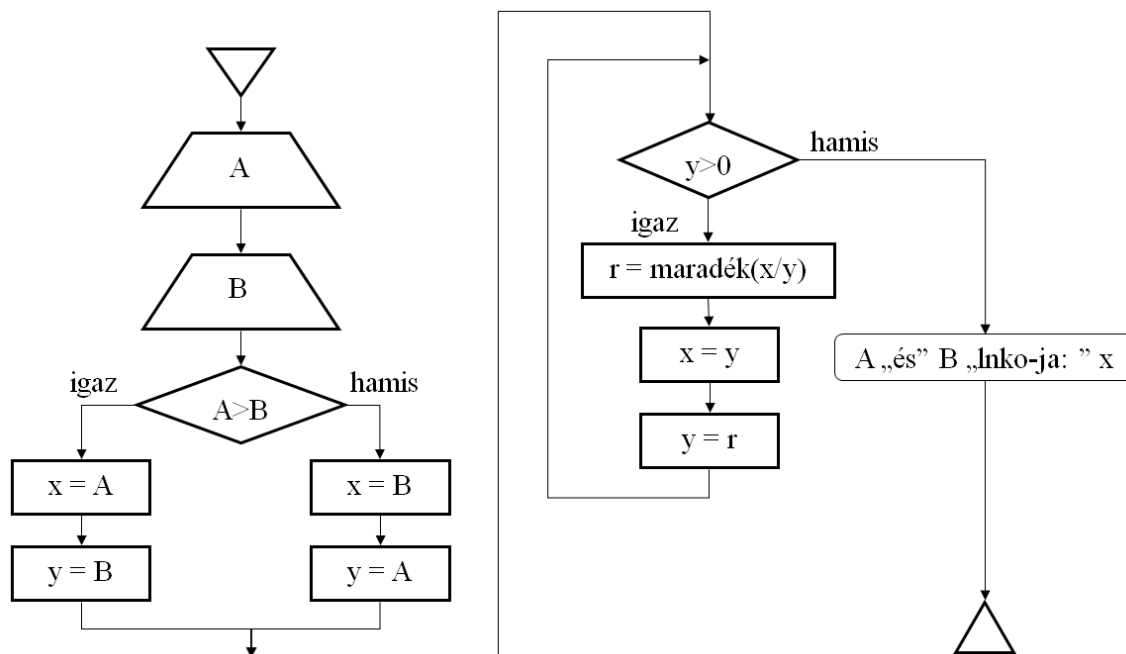 A
B
A>B
igaz
hamis
x = A
y = B
x = B
y = A
y>0
hamis
igaz
r = maradék(x/y)
x = y
y = r
A „és” B „lnko-ja: ” x